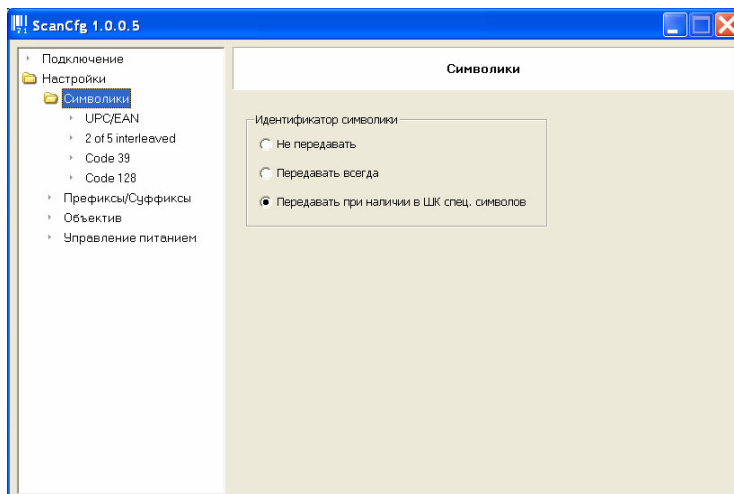 ScanCfg 1.0.0.5
Подключение
Настройки
Символики
UPC/EAN
2 of 5 interleaved
Code 39
Code 128
Префиксы/Суффиксы
Объектив
Управление питанием
Символики
Идентификатор символики
Не передавать
Передавать всегда
Передавать при наличии в ШК спец. символов